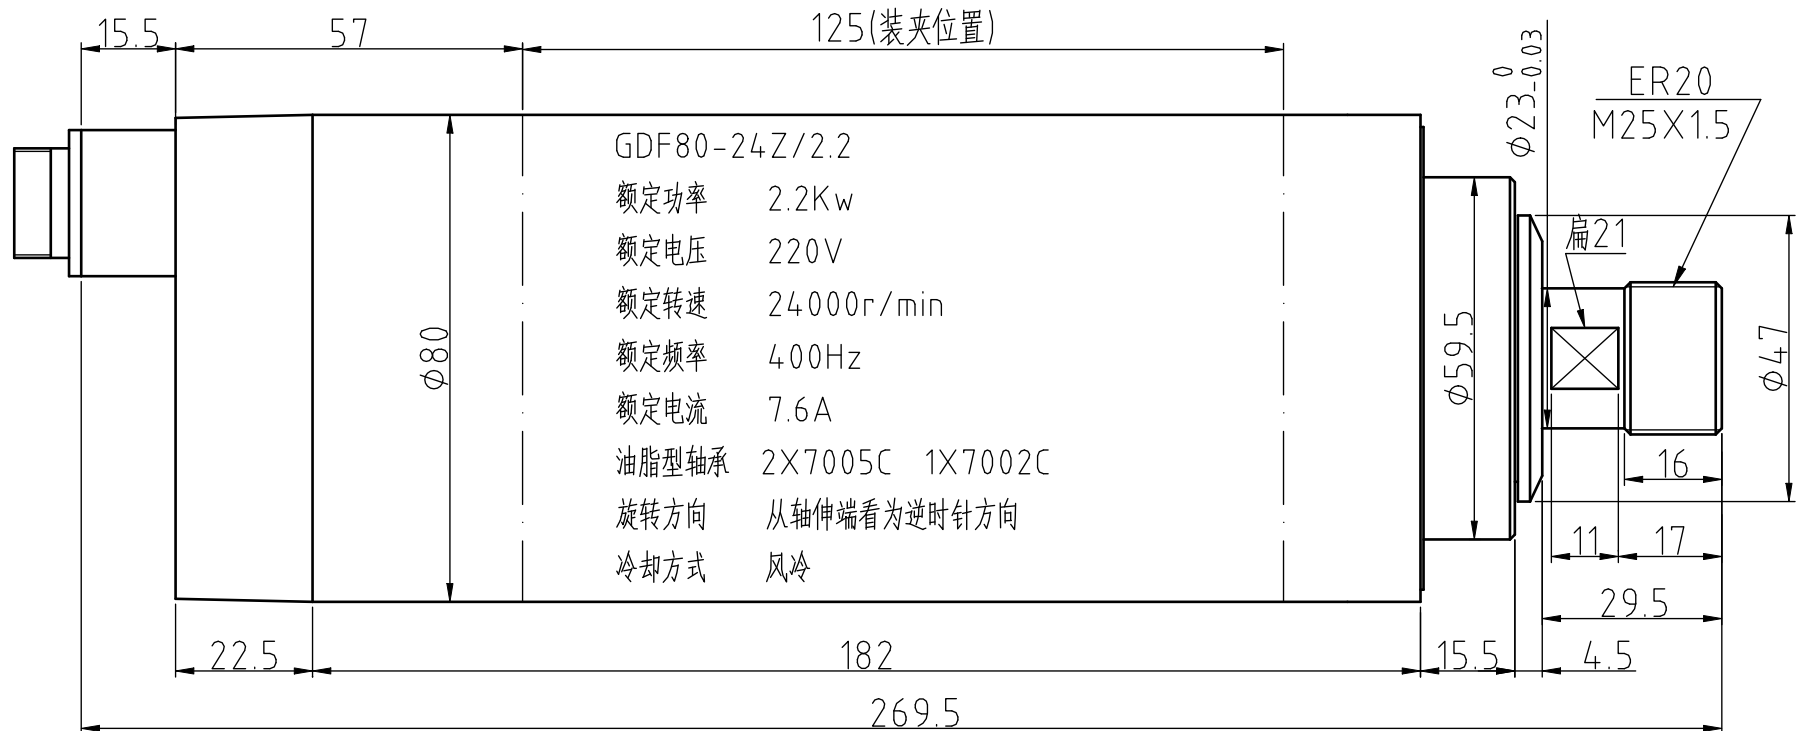 15.5
57
125(装夹位置)
φ23 0 -0.03
ER20
M25X1.5
GDF80-24Z/2.2
额定功率 2.2Kw
额定电压 220V
额定转速 24000r/min
额定频率 400Hz
额定电流 7.6A
油脂型轴承 2X7005C 1X7002C
旋转方向 从轴伸端看为逆时针方向
冷却方式 风冷
扁21
φ80
φ59.5
φ47
16
11
17
29.5
22.5
182
15.5
4.5
269.5